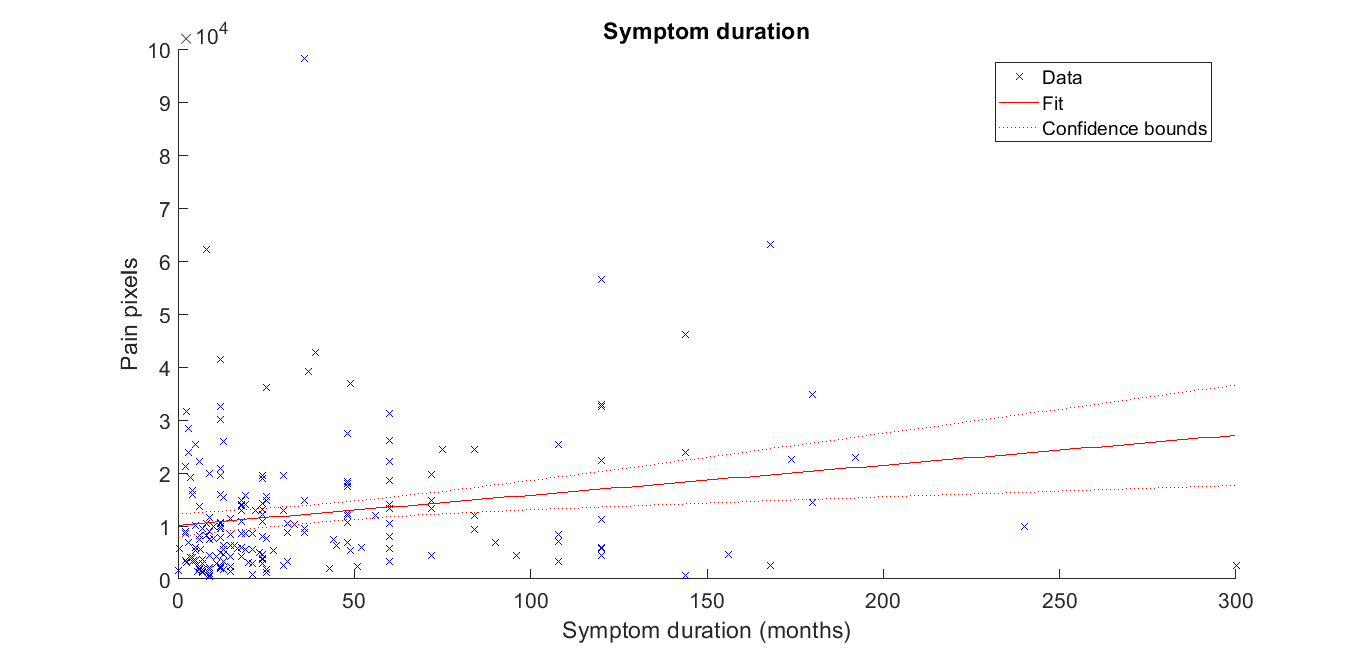 Symptom duration
×10^4
10
9
8
7
6
5
4
3
2
1
0
Pain pixels
Data
Fit
Confidence bounds
0 50 100 150 200 250 300
Symptom duration (months)